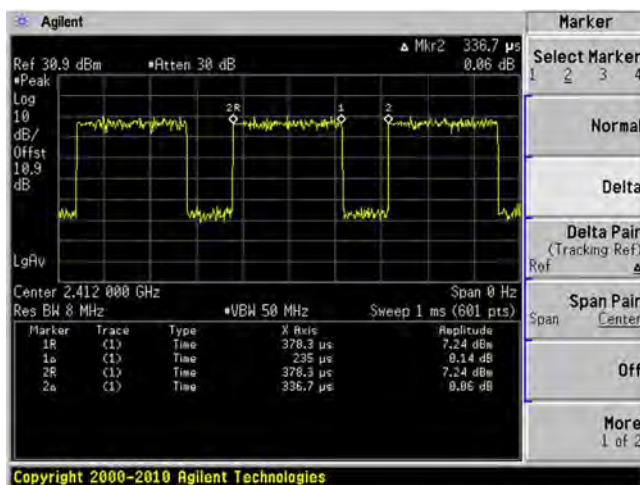 Agilent
Marker
Δ Mkr2 336.7 µs
Ref 30.9 dBm *Atten 30 dB 0.06 dB
*Peak
Log
10
dB/
Offst
10.9
dB
LgAv
2R 1 2
Center 2.412 000 GHz Span 0 Hz
Res BW 8 MHz *VBW 50 MHz Sweep 1 ms (601 pts)
Marker Trace Type X Axis Amplitude
1R (1) Time 378.3 µs 7.24 dBm
1Δ (1) Time 235 µs 0.14 dB
2R (1) Time 378.3 µs 7.24 dBm
2Δ (1) Time 336.7 µs 0.06 dB
Select Marker
1 2 3 4
Normal
Delta
Delta Pair
(Tracking Ref)
Ref Δ
Span Pair
Span Center
Off
More
1 of 2
Copyright 2000-2010 Agilent Technologies